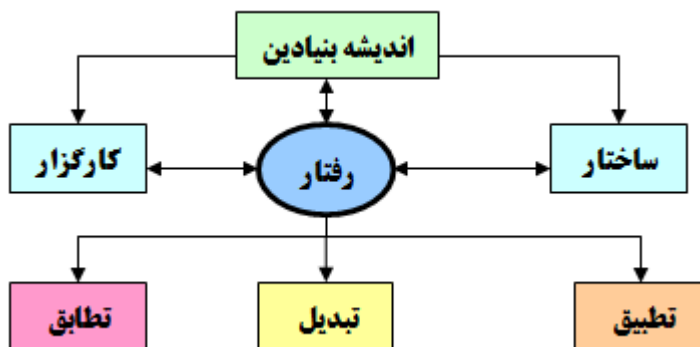 اندیشه بنیادین
ساختار
رفتار
کارگزار
تطبیق
تبدیل
تطابق